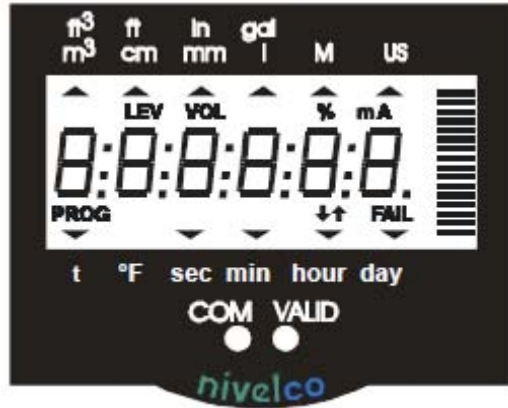 ft³ ft in gal
m³ cm mm l M US
LEV VOL % mA
8:8:8:8:8:8.
PROG ↓↑ FAIL
t °F sec min hour day
COM VALID
nivelco